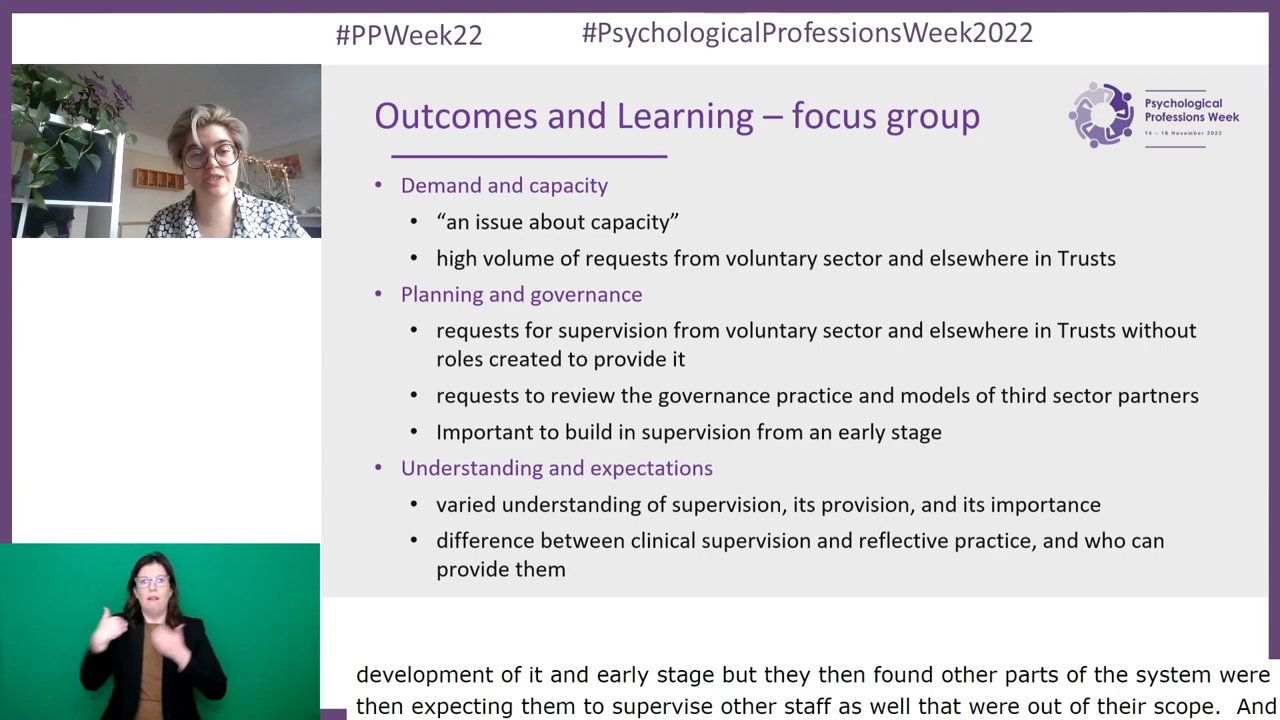 #PPWeek22
#PsychologicalProfessionsWeek2022
Outcomes and Learning – focus group
Psychological
Professions Week
14 – 18 November 2022
• Demand and capacity
• “an issue about capacity”
• high volume of requests from voluntary sector and elsewhere in Trusts
• Planning and governance
• requests for supervision from voluntary sector and elsewhere in Trusts without
roles created to provide it
• requests to review the governance practice and models of third sector partners
• Important to build in supervision from an early stage
• Understanding and expectations
• varied understanding of supervision, its provision, and its importance
• difference between clinical supervision and reflective practice, and who can
provide them
development of it and early stage but they then found other parts of the system were
then expecting them to supervise other staff as well that were out of their scope.  And